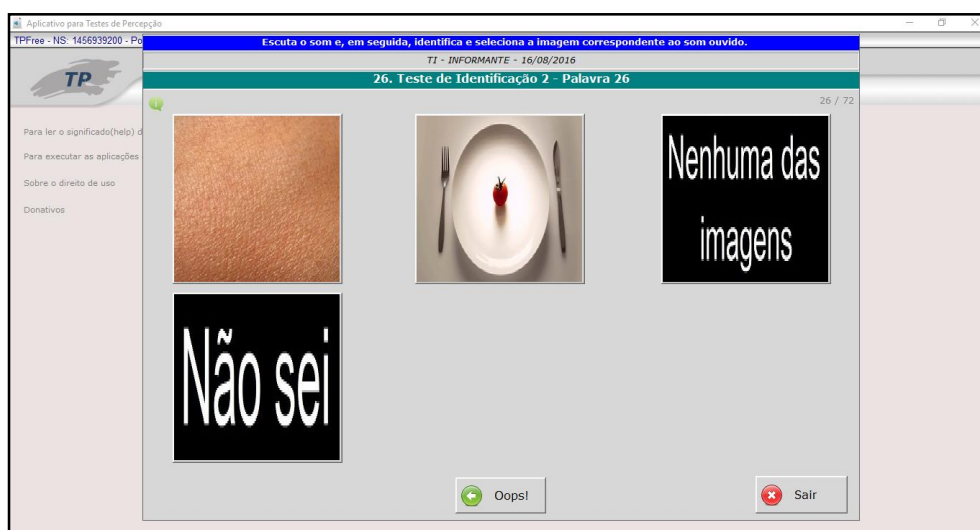 Aplicativo para Testes de Percepção
TPFree - NS: 1456939200 - Po
Escuta o som e, em seguida, identifica e seleciona a imagem correspondente ao som ouvido.
TI - INFORMANTE - 16/08/2016
26. Teste de Identificação 2 - Palavra 26
TP
26 / 72
Para ler o significado(help) d
Para executar as aplicações
Sobre o direito de uso
Donativos
Nenhuma das
imagens
Não sei
Oops!
Sair